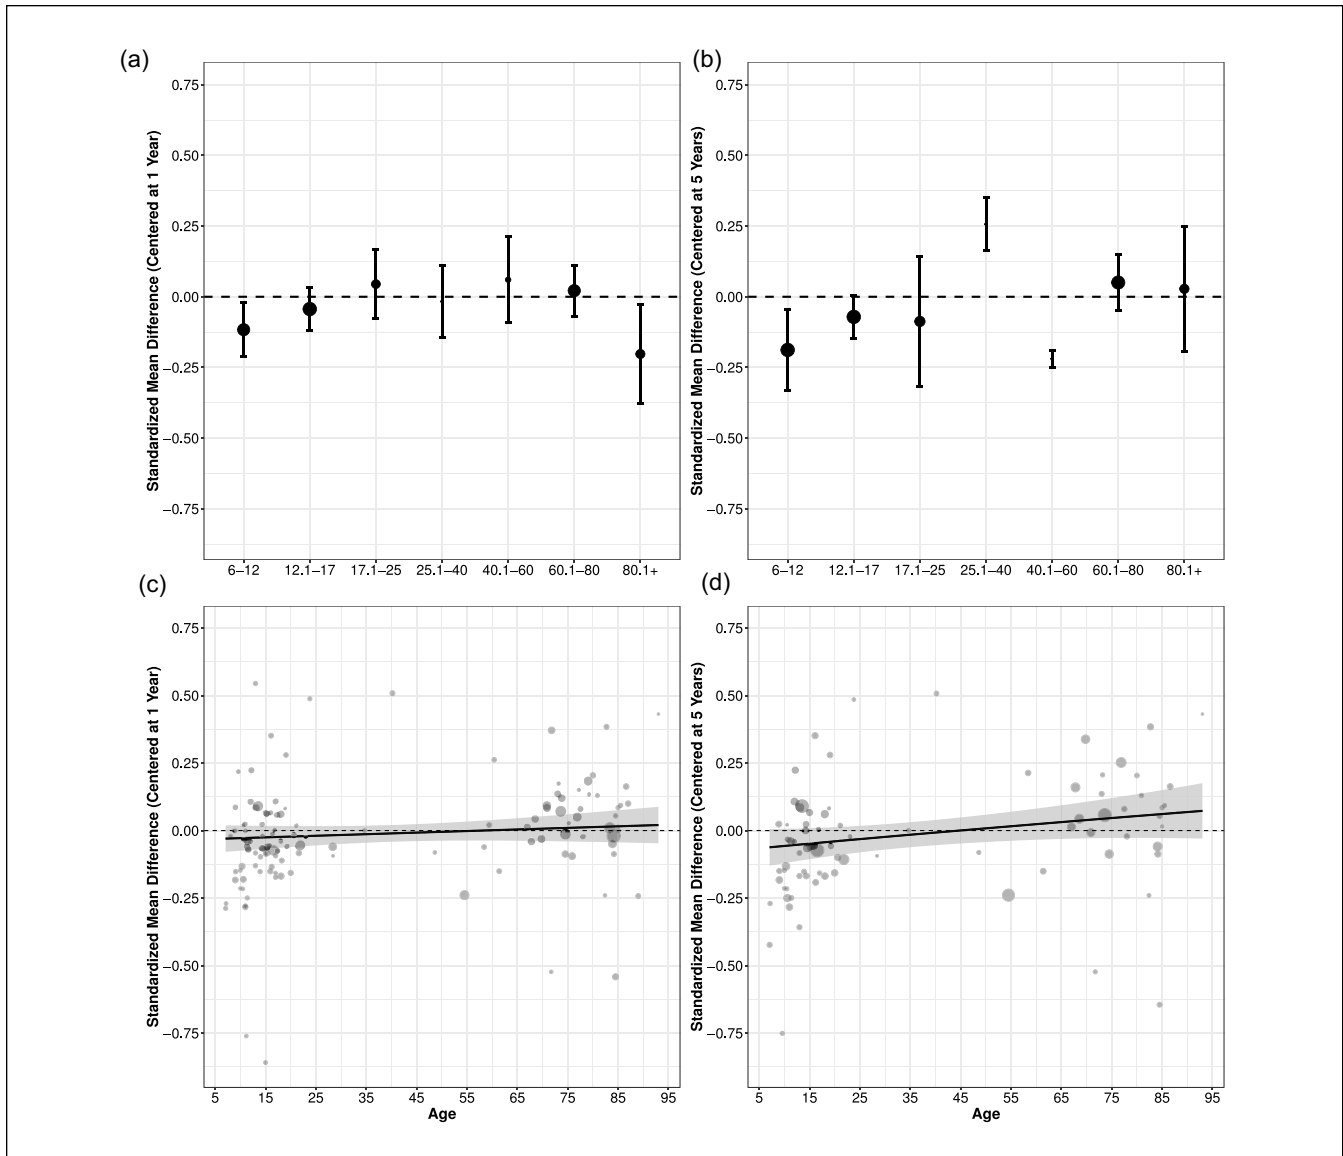 (a)
Standardized Mean Difference (Centered at 1 Year)
0.75
0.50
0.25
0.00
−0.25
−0.50
−0.75
6–12 12.1–17 17.1–25 25.1–40 40.1–60 60.1–80 80.1+
(b)
Standardized Mean Difference (Centered at 5 Years)
0.75
0.50
0.25
0.00
−0.25
−0.50
−0.75
6–12 12.1–17 17.1–25 25.1–40 40.1–60 60.1–80 80.1+
(c)
Standardized Mean Difference (Centered at 1 Year)
0.75
0.50
0.25
0.00
−0.25
−0.50
−0.75
5 15 25 35 45 55 65 75 85 95
Age
(d)
Standardized Mean Difference (Centered at 5 Years)
0.75
0.50
0.25
0.00
−0.25
−0.50
−0.75
5 15 25 35 45 55 65 75 85 95
Age